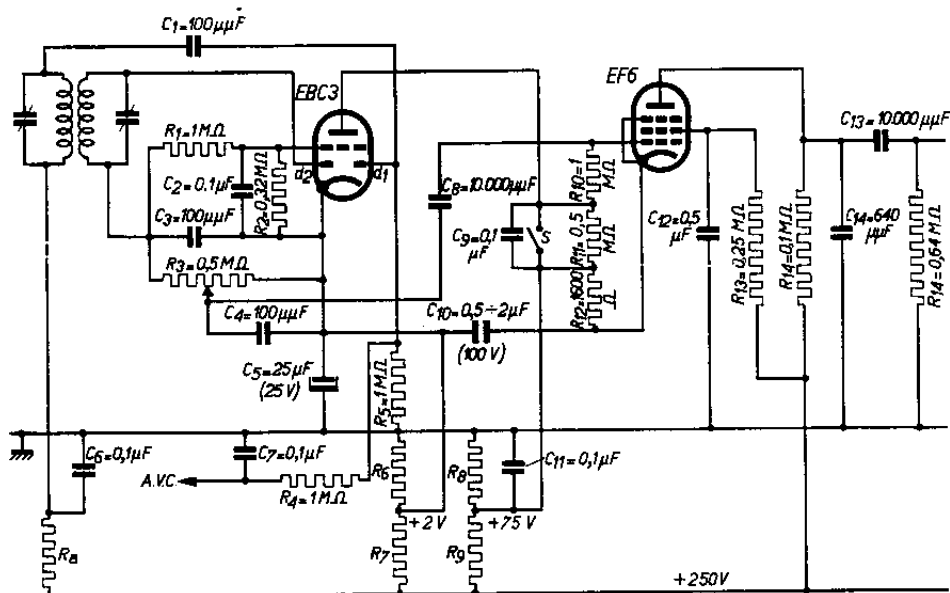 C1=100μμF
EBC3
EF6
C13=10.000μμF
R1=1MΩ
C2=0.1μF
R2=0,32MΩ
d2
d1
C3=100μμF
C8=10.000μμF
R10=1
MΩ
C9=0,1
μF
S
R11=0,5
MΩ
C12=0,5
μF
R13=0,25 MΩ
R14=0,1MΩ
C14=640
μμF
R14=0,64 MΩ
R3=0,5MΩ
C4=100μμF
C10=0,5÷2μF
(100V)
R12=1600
Ω
C5=25μF
(25V)
R5=1MΩ
C6=0,1μF
C7=0,1μF
A.V.C
R4=1MΩ
R6
R8
C11=0,1μF
+2V
+75V
Ra
R7
R9
+250V